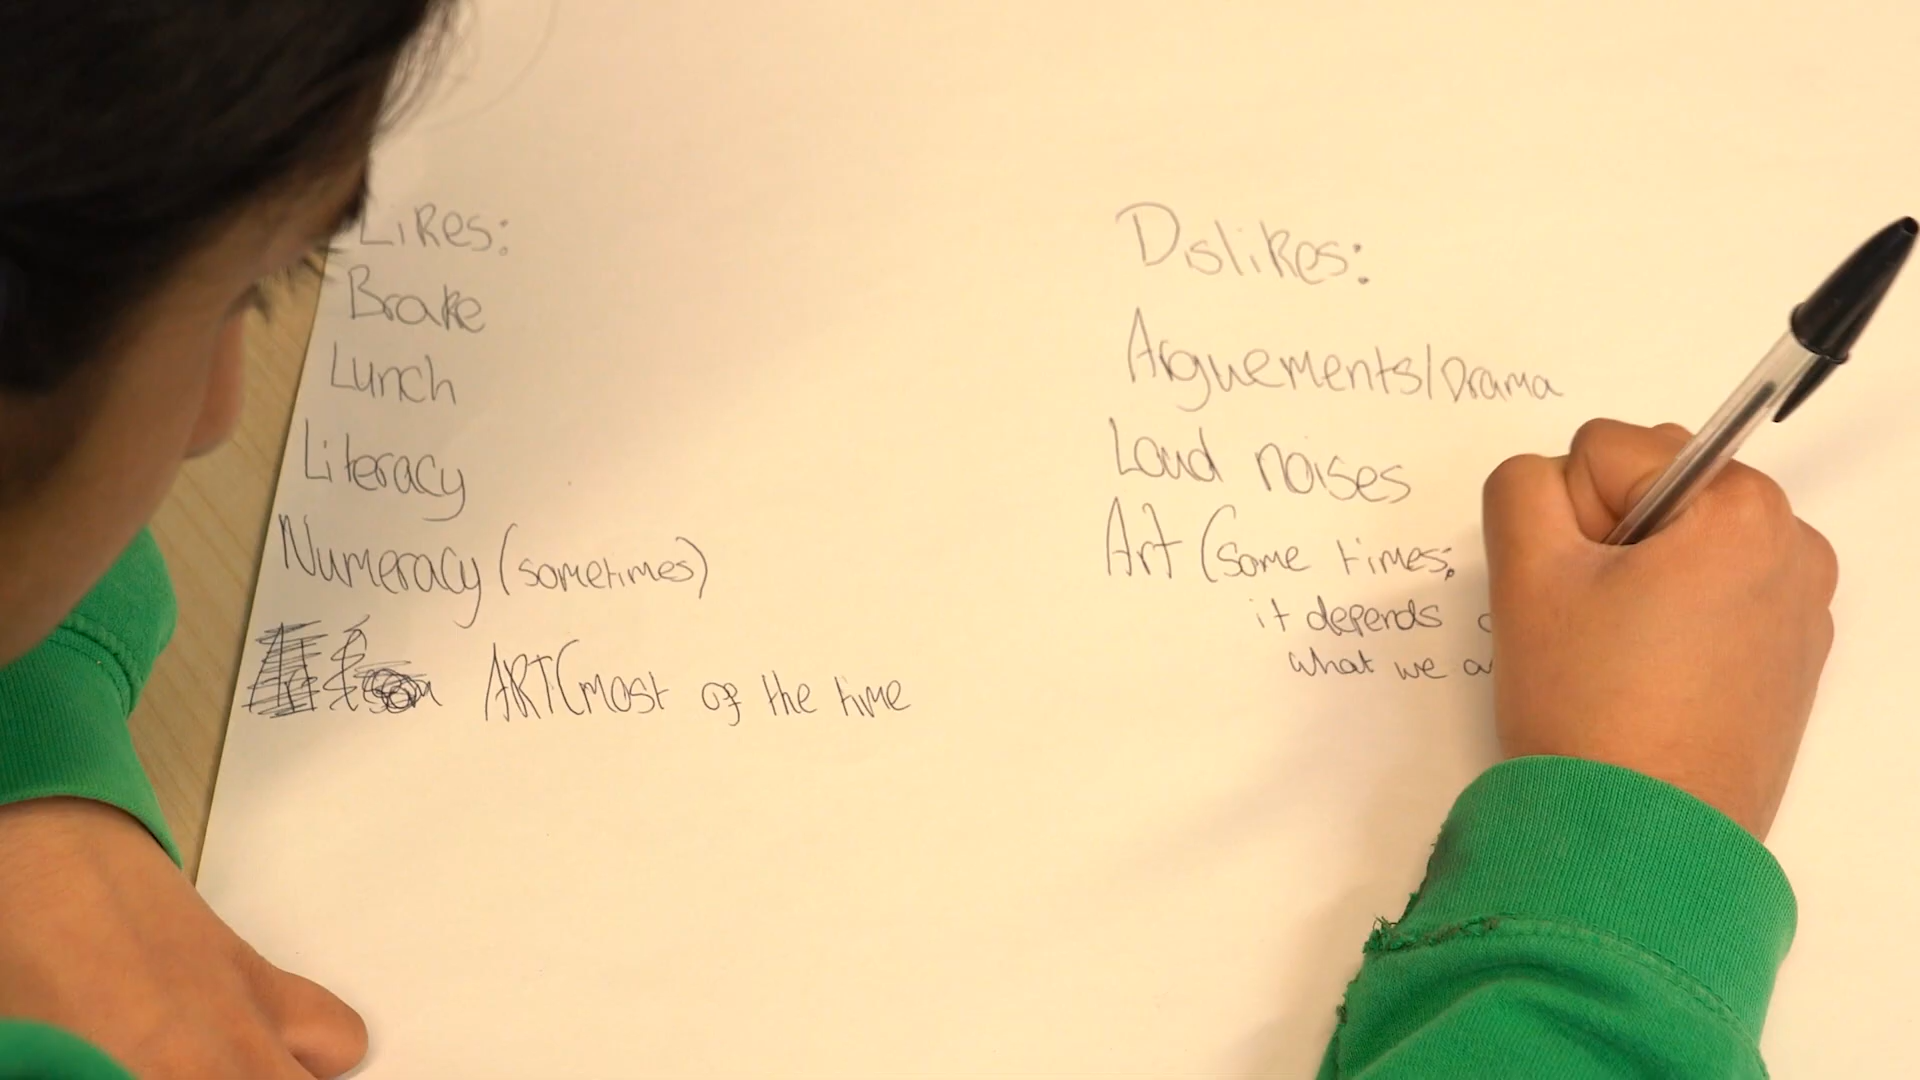 Likes:
Brake
Lunch
Literacy
Numeracy (sometimes)
ART (most of the time
Dislikes:
Arguements/Drama
Loud noises
Art (some times;
it depends
what we